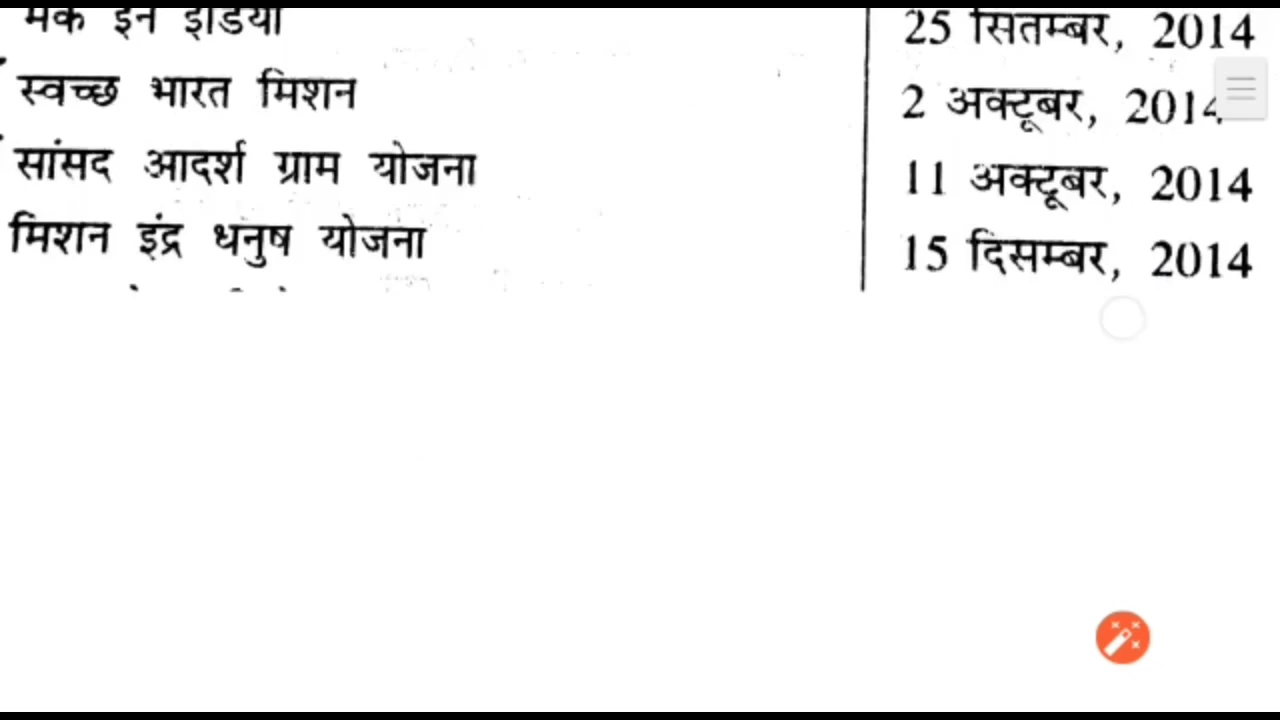 मेक इन इंडिया 25 सितम्बर, 2014
स्वच्छ भारत मिशन 2 अक्टूबर, 2014
सांसद आदर्श ग्राम योजना 11 अक्टूबर, 2014
मिशन इंद्र धनुष योजना 15 दिसम्बर, 2014